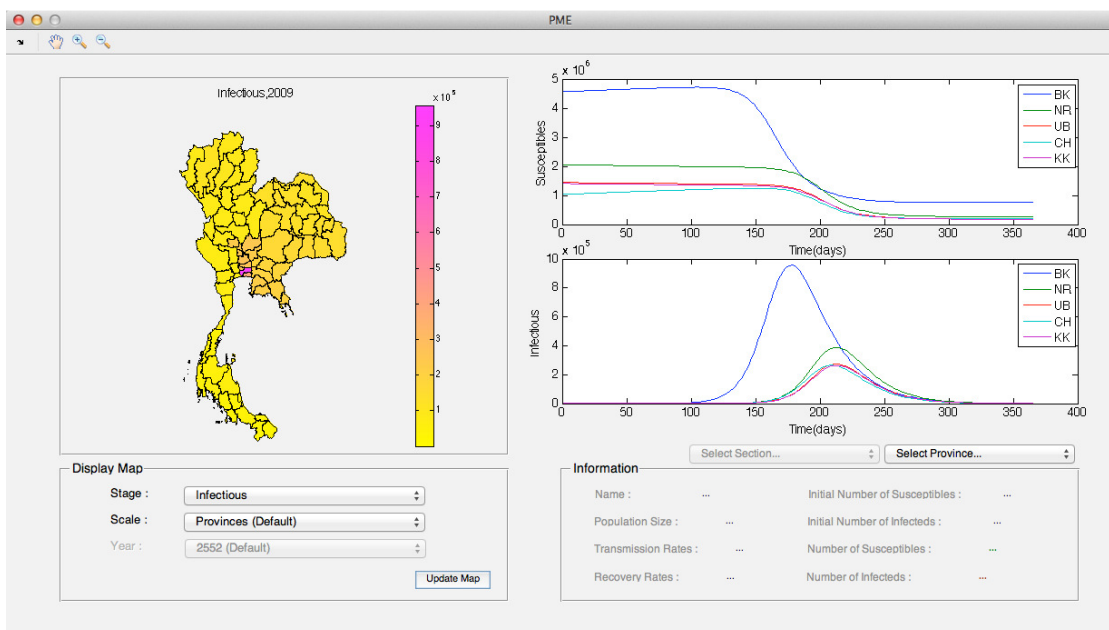 PME
Infectious,2009
x 10^5
9
8
7
6
5
4
3
2
1
x 10^6
5
4
3
2
1
0
Susceptibles
0 50 100 150 200 250 300 350 400
Time(days)
BK
NR
UB
CH
KK
x 10^5
10
8
6
4
2
0
Infectious
0 50 100 150 200 250 300 350 400
Time(days)
BK
NR
UB
CH
KK
Select Section... Select Province...
Display Map
Stage : Infectious
Scale : Provinces (Default)
Year : 2552 (Default)
Update Map
Information
Name : ... Initial Number of Susceptibles : ...
Population Size : ... Initial Number of Infecteds : ...
Transmission Rates : ... Number of Susceptibles : ...
Recovery Rates : ... Number of Infecteds : ...